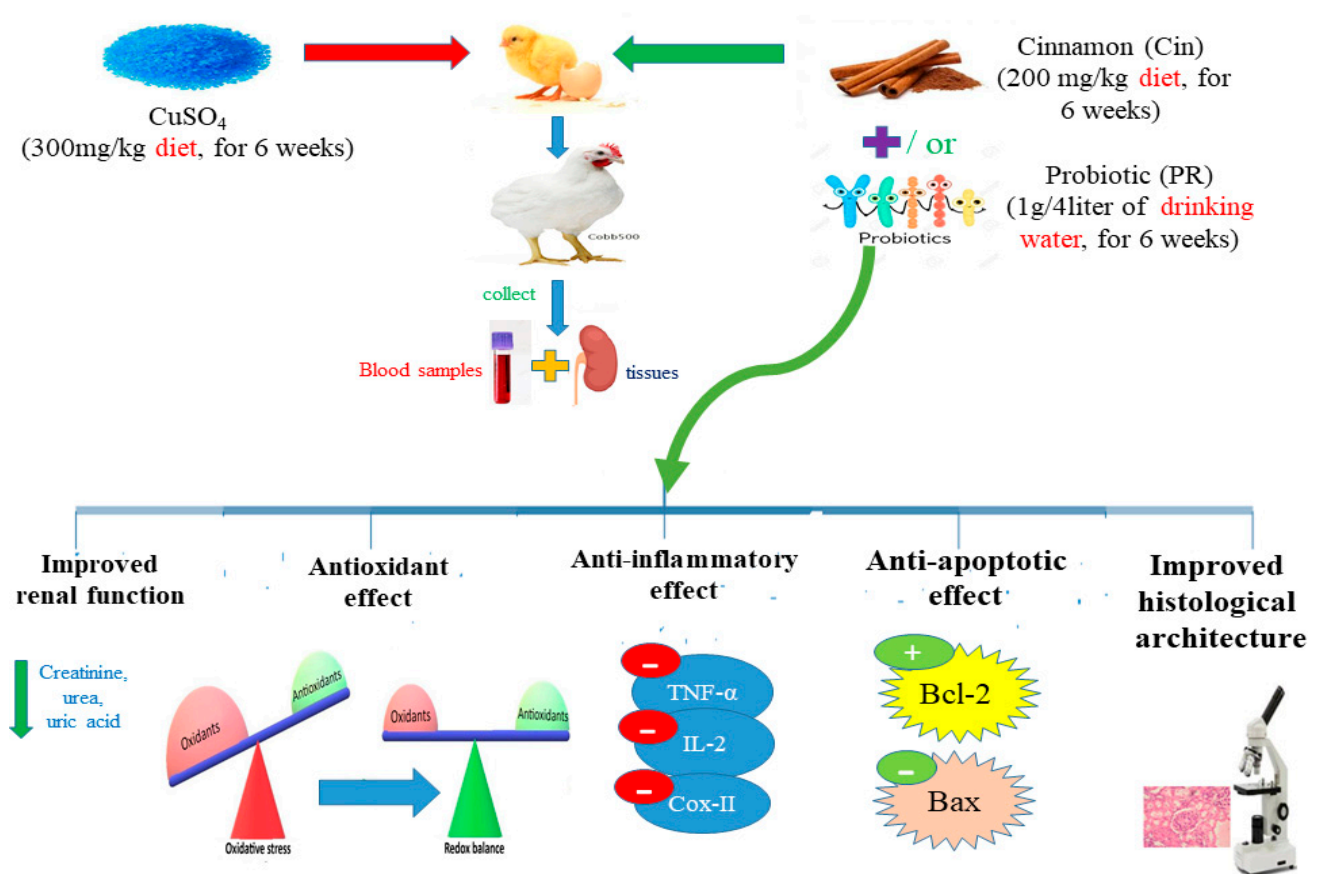 CuSO₄
(300mg/kg diet, for 6 weeks)
Cinnamon (Cin)
(200 mg/kg diet, for
6 weeks)
/ or
Probiotic (PR)
(1g/4liter of drinking
water, for 6 weeks)
Probiotics
Cobb500
collect
Blood samples
tissues
Improved
renal function
Creatinine,
urea,
uric acid
Antioxidant
effect
Oxidants
Antioxidants
Oxidative stress
Oxidants
Antioxidants
Redox balance
Anti-inflammatory
effect
–
TNF-α
–
IL-2
–
Cox-II
Anti-apoptotic
effect
+
Bcl-2
–
Bax
Improved
histological
architecture